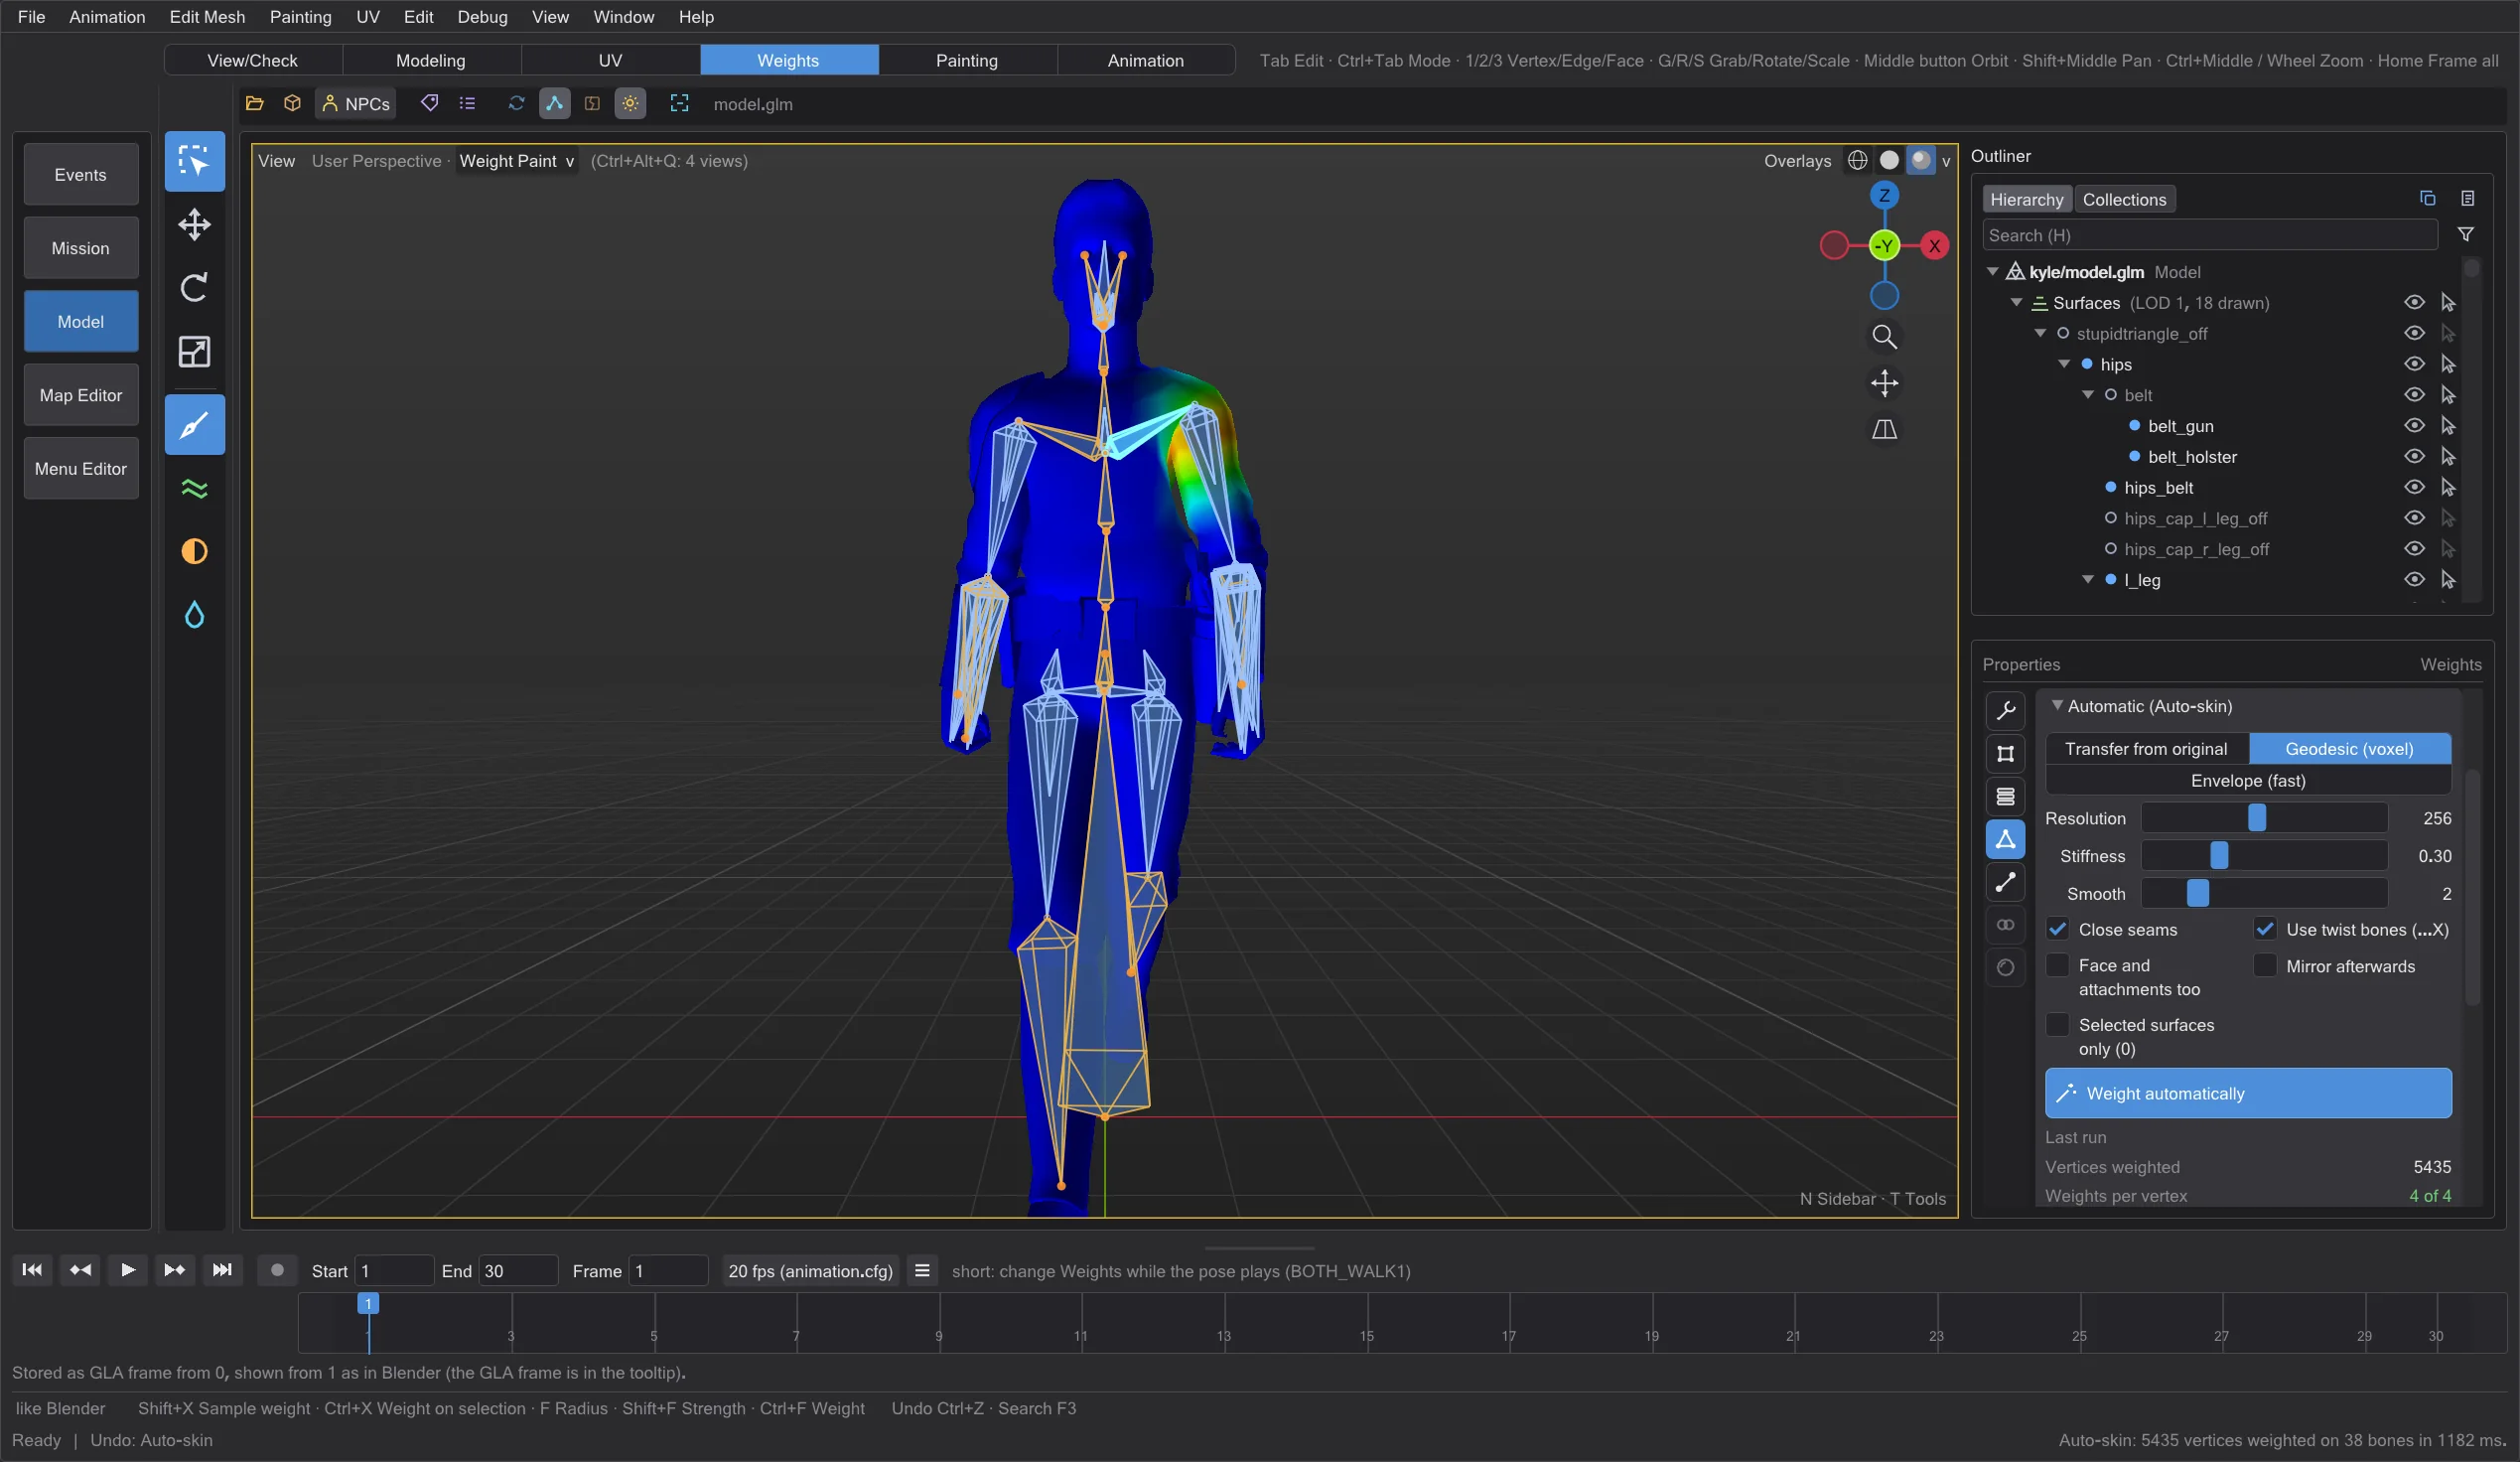 File Animation Edit Mesh Painting UV Edit Debug View Window Help
View/Check Modeling UV Weights Painting Animation Tab Edit · Ctrl+Tab Mode · 1/2/3 Vertex/Edge/Face · G/R/S Grab/Rotate/Scale · Middle button Orbit · Shift+Middle Pan · Ctrl+Middle / Wheel Zoom · Home Frame all
NPCs model.glm
Events
Mission
Model
Map Editor
Menu Editor
View User Perspective · Weight Paint v (Ctrl+Alt+Q: 4 views) Overlays v
Z
-Y X
N Sidebar · T Tools
Outliner
Hierarchy Collections
Search (H)
kyle/model.glm Model
Surfaces (LOD 1, 18 drawn)
stupidtriangle_off
hips
belt
belt_gun
belt_holster
hips_belt
hips_cap_l_leg_off
hips_cap_r_leg_off
l_leg
Properties Weights
Automatic (Auto-skin)
Transfer from original Geodesic (voxel)
Envelope (fast)
Resolution 256
Stiffness 0.30
Smooth 2
Close seams Use twist bones (...X)
Face and attachments too Mirror afterwards
Selected surfaces
only (0)
Weight automatically
Last run
Vertices weighted 5435
Weights per vertex 4 of 4
Start 1 End 30 Frame 1 20 fps (animation.cfg) short: change Weights while the pose plays (BOTH_WALK1)
1
1 3 5 7 9 11 13 15 17 19 21 23 25 27 29 30
Stored as GLA frame from 0, shown from 1 as in Blender (the GLA frame is in the tooltip).
like Blender Shift+X Sample weight · Ctrl+X Weight on selection · F Radius · Shift+F Strength · Ctrl+F Weight Undo Ctrl+Z · Search F3
Ready | Undo: Auto-skin Auto-skin: 5435 vertices weighted on 38 bones in 1182 ms.